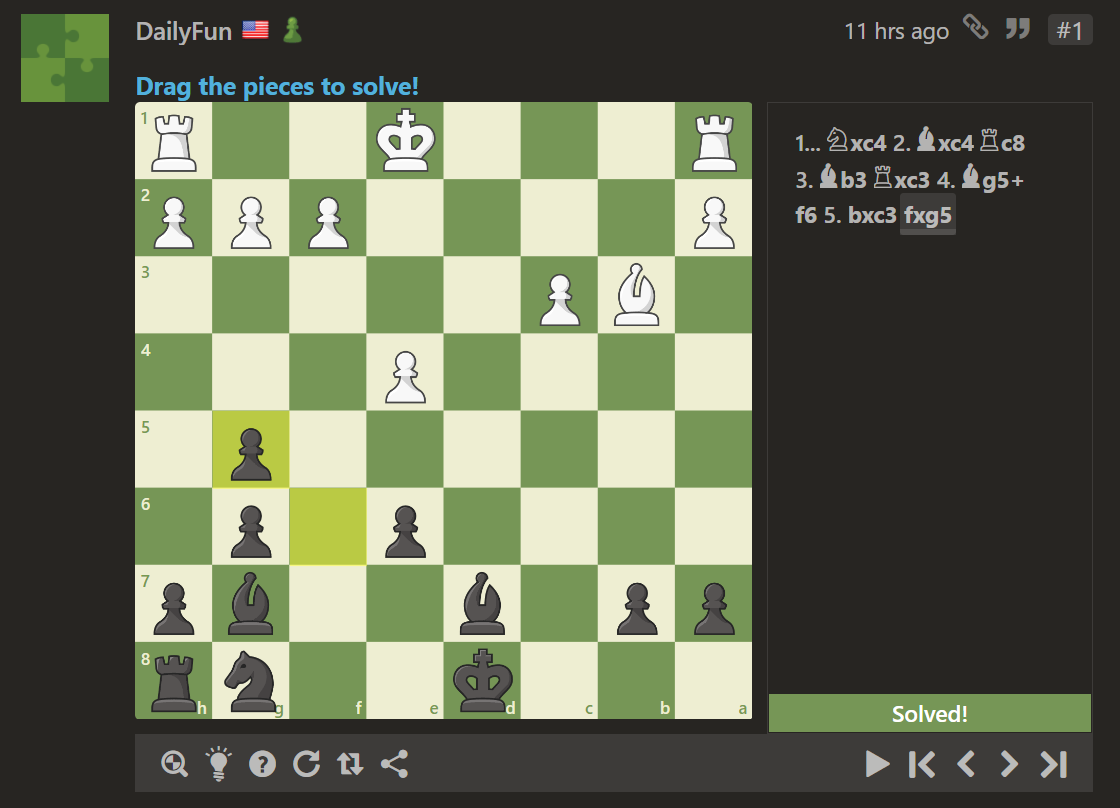 DailyFun
11 hrs ago
#1
Drag the pieces to solve!
1... ♘xc4 2. ♝xc4 ♖c8
3. ♝b3 ♖xc3 4. ♝g5+
f6 5. bxc3 fxg5
1
2
3
4
5
6
7
8
h g f e d c b a
Solved!